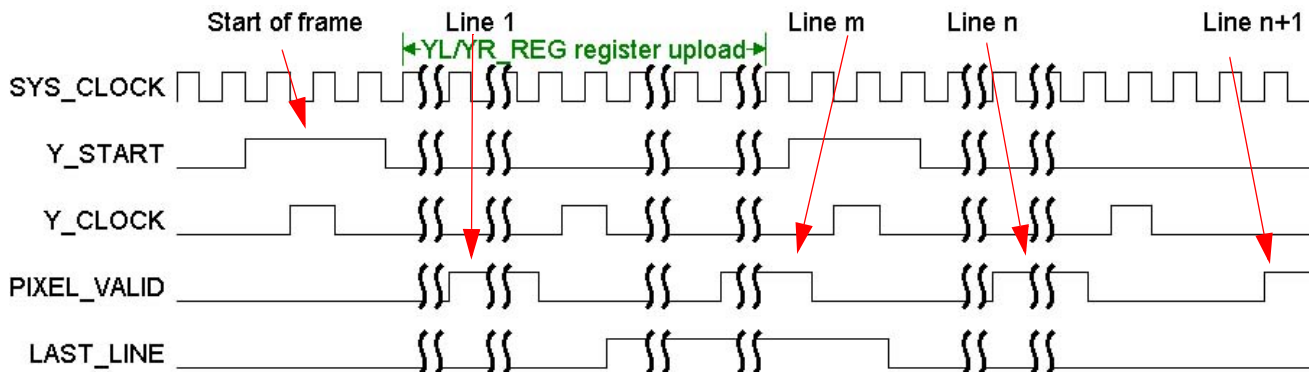 Start of frame Line 1 Line m Line n Line n+1
YL/YR_REG register upload
SYS_CLOCK
Y_START
Y_CLOCK
PIXEL_VALID
LAST_LINE